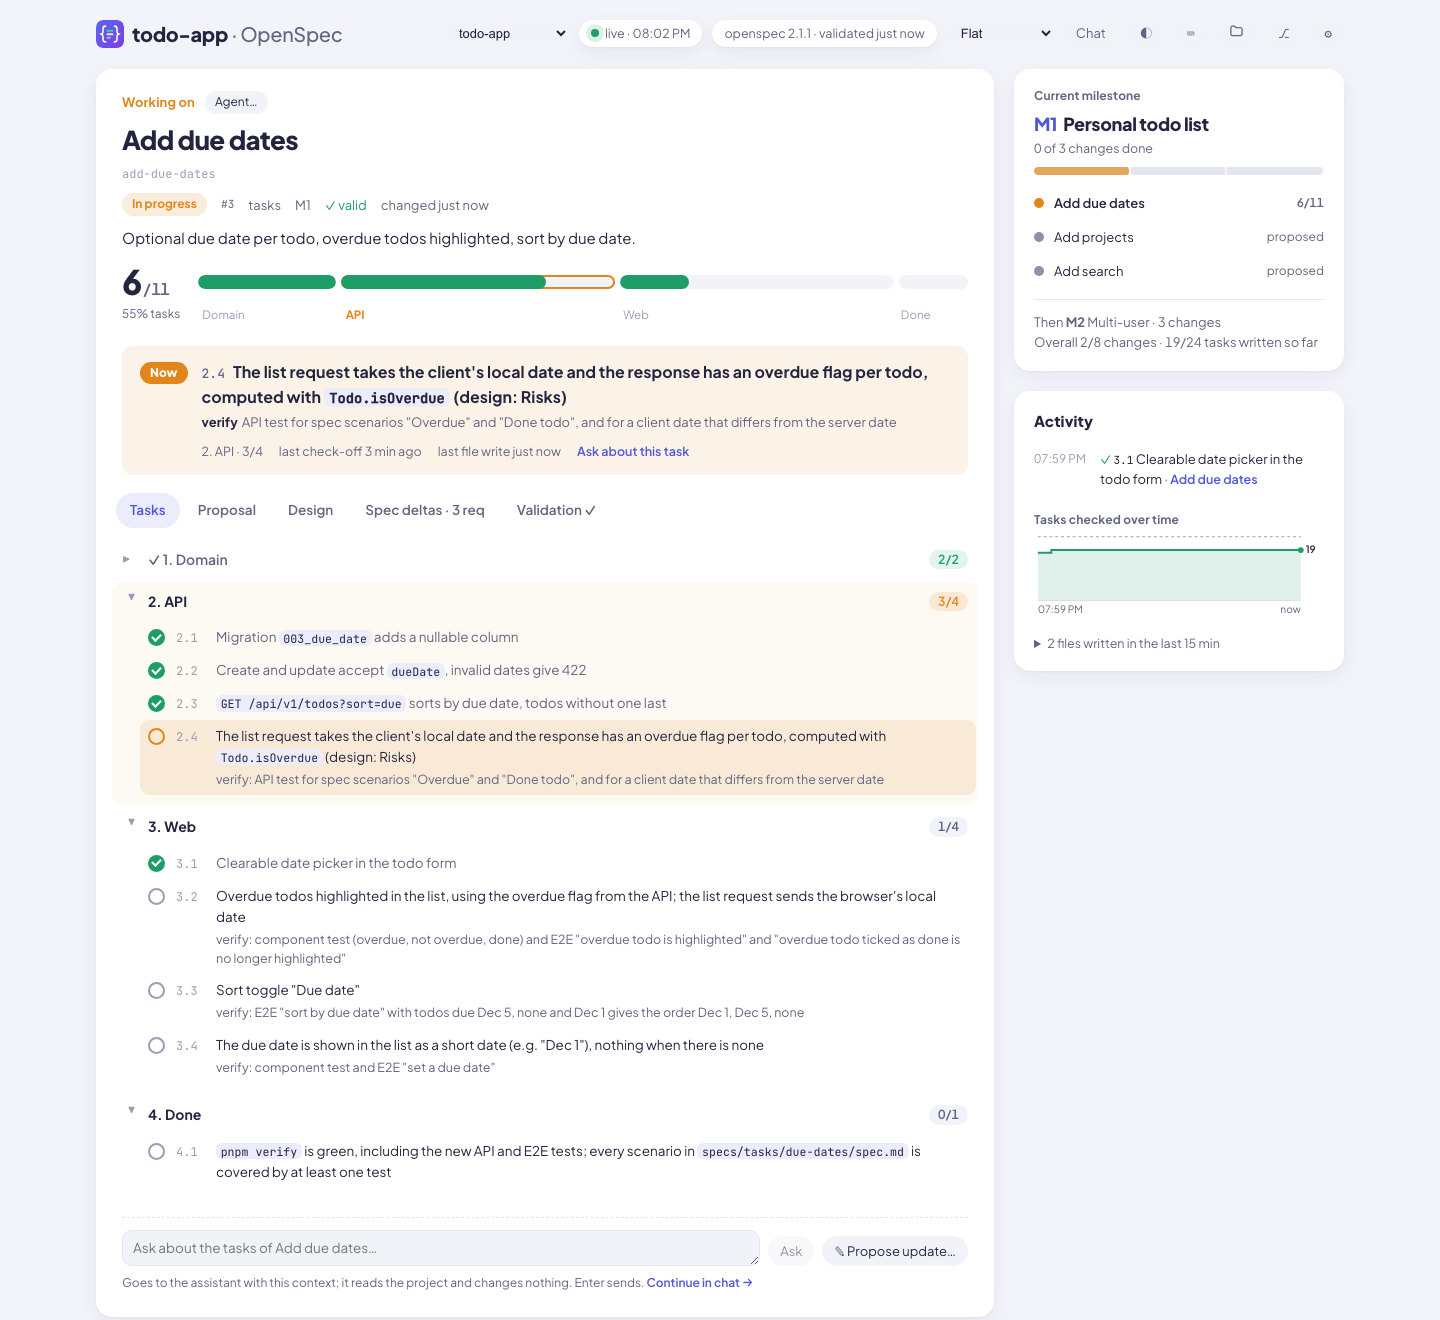 todo-app · OpenSpec
todo-app
live · 08:02 PM
openspec 2.1.1 · validated just now
Flat
Chat
Working on
Agent…
Add due dates
add-due-dates
In progress
#3
tasks
M1
✓ valid
changed just now
Optional due date per todo, overdue todos highlighted, sort by due date.
6/11
55% tasks
Domain
API
Web
Done
Now
2.4 The list request takes the client's local date and the response has an overdue flag per todo,
computed with Todo.isOverdue (design: Risks)
verify API test for spec scenarios "Overdue" and "Done todo", and for a client date that differs from the server date
2. API · 3/4
last check-off 3 min ago
last file write just now
Ask about this task
Tasks
Proposal
Design
Spec deltas · 3 req
Validation ✓
✓ 1. Domain
2/2
2. API
3/4
2.1 Migration 003_due_date adds a nullable column
2.2 Create and update accept dueDate, invalid dates give 422
2.3 GET /api/v1/todos?sort=due sorts by due date, todos without one last
2.4 The list request takes the client's local date and the response has an overdue flag per todo, computed with
Todo.isOverdue (design: Risks)
verify: API test for spec scenarios "Overdue" and "Done todo", and for a client date that differs from the server date
3. Web
1/4
3.1 Clearable date picker in the todo form
3.2 Overdue todos highlighted in the list, using the overdue flag from the API; the list request sends the browser's local
date
verify: component test (overdue, not overdue, done) and E2E "overdue todo is highlighted" and "overdue todo ticked as done is
no longer highlighted"
3.3 Sort toggle "Due date"
verify: E2E "sort by due date" with todos due Dec 5, none and Dec 1 gives the order Dec 1, Dec 5, none
3.4 The due date is shown in the list as a short date (e.g. "Dec 1"), nothing when there is none
verify: component test and E2E "set a due date"
4. Done
0/1
4.1 pnpm verify is green, including the new API and E2E tests; every scenario in specs/tasks/due-dates/spec.md is
covered by at least one test
Ask about the tasks of Add due dates…
Ask
✎ Propose update…
Goes to the assistant with this context; it reads the project and changes nothing. Enter sends. Continue in chat →
Current milestone
M1 Personal todo list
0 of 3 changes done
Add due dates
6/11
Add projects
proposed
Add search
proposed
Then M2 Multi-user · 3 changes
Overall 2/8 changes · 19/24 tasks written so far
Activity
07:59 PM
✓ 3.1 Clearable date picker in the
todo form · Add due dates
Tasks checked over time
19
07:59 PM
now
2 files written in the last 15 min